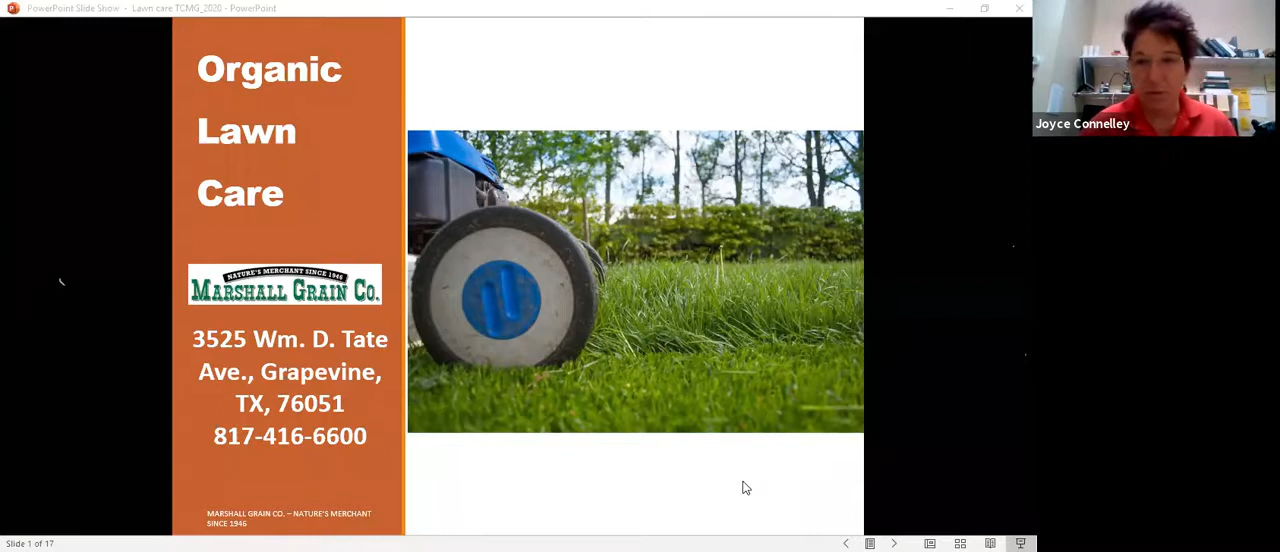 PowerPoint Slide Show - Lawn care TCMG_2020 - PowerPoint
Organic
Lawn
Care
NATURE'S MERCHANT SINCE 1946
MARSHALL GRAIN CO.
3525 Wm. D. Tate
Ave., Grapevine,
TX, 76051
817-416-6600
MARSHALL GRAIN CO. – NATURE'S MERCHANT
SINCE 1946
Joyce Connelley
Slide 1 of 17